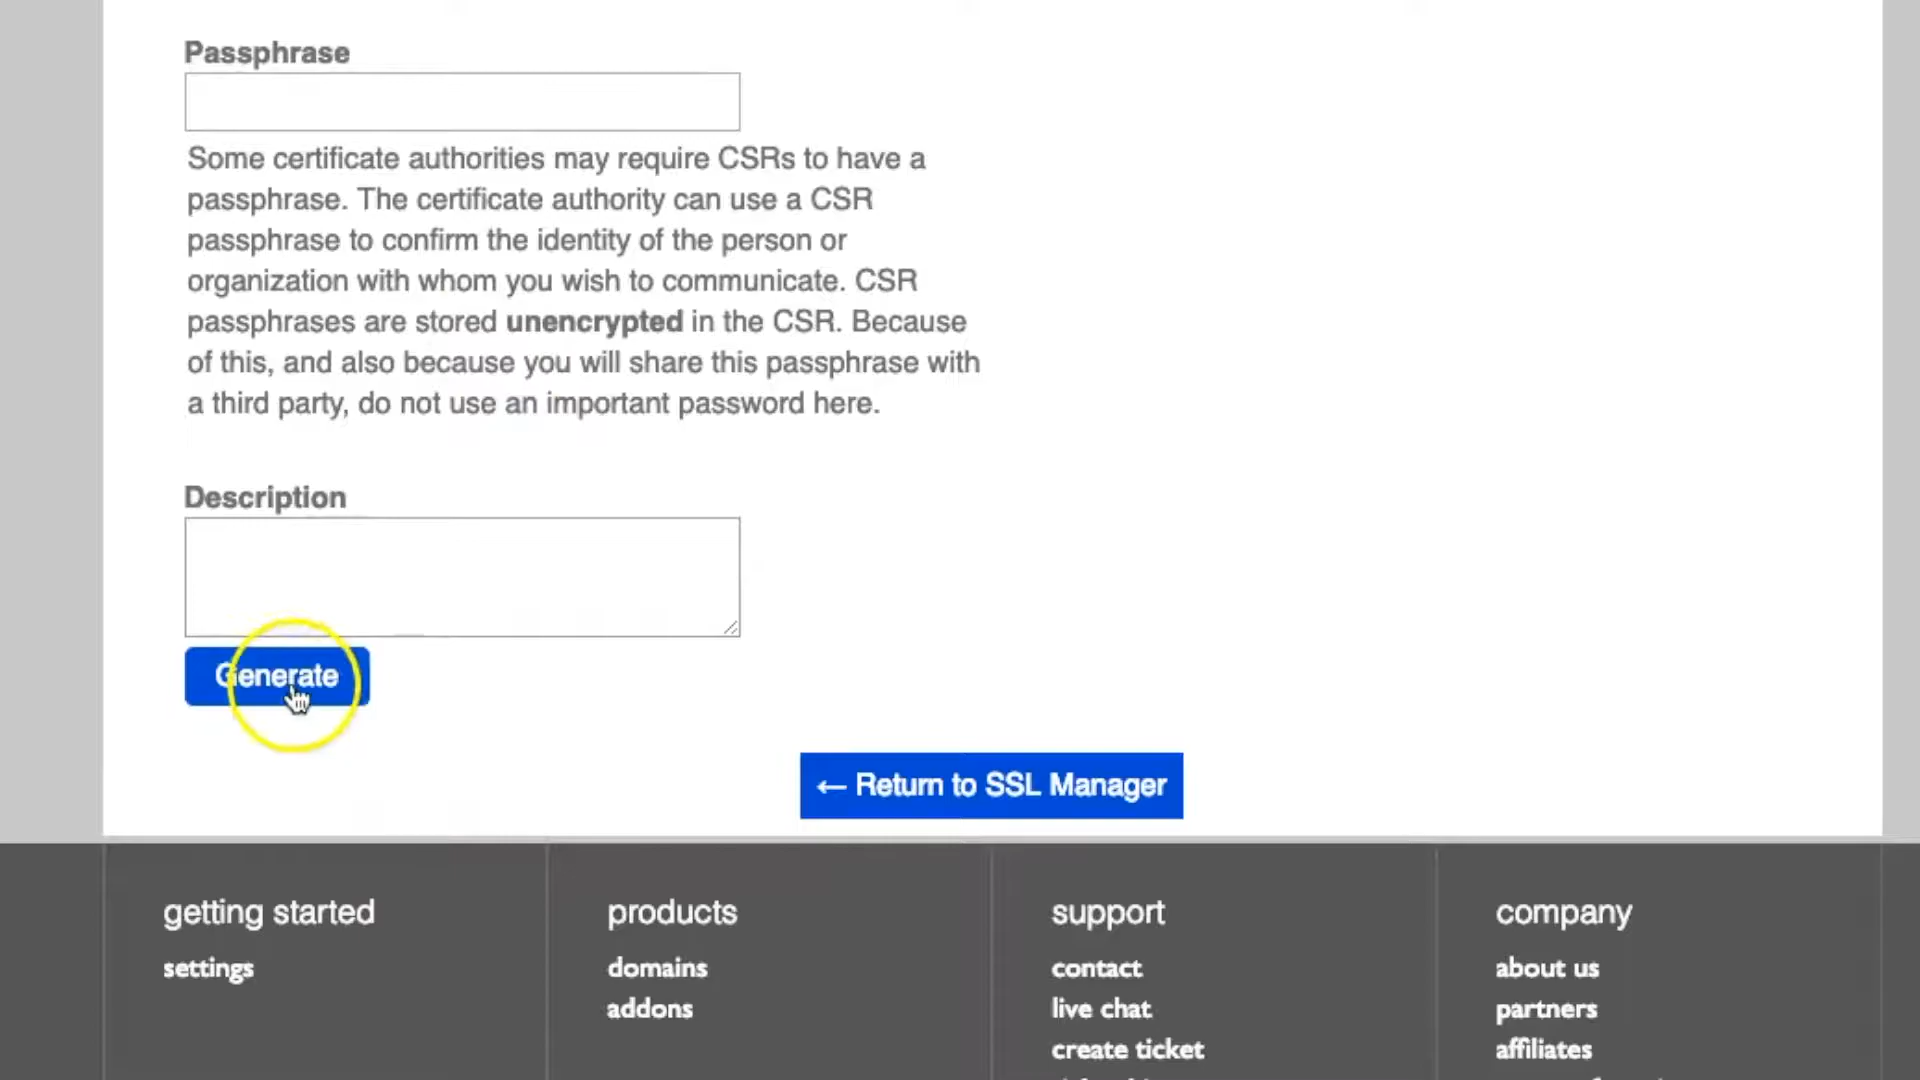 Passphrase
Some certificate authorities may require CSRs to have a
passphrase. The certificate authority can use a CSR
passphrase to confirm the identity of the person or
organization with whom you wish to communicate. CSR
passphrases are stored unencrypted in the CSR. Because
of this, and also because you will share this passphrase with
a third party, do not use an important password here.
Description
Generate
← Return to SSL Manager
getting started
settings
products
domains
addons
support
contact
live chat
create ticket
company
about us
partners
affiliates